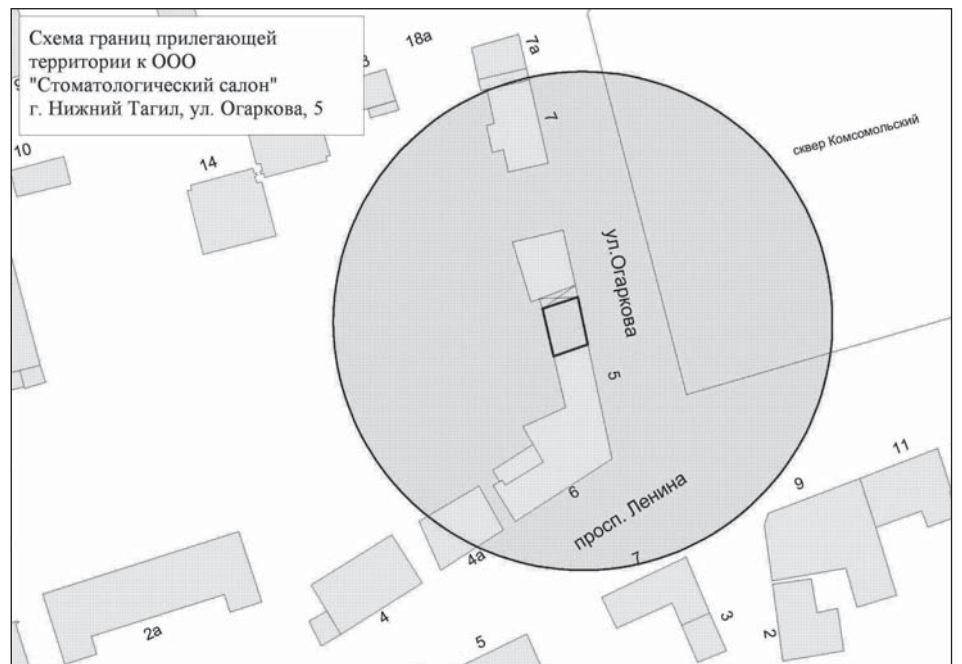 Схема границ прилегающей
территории к ООО
"Стоматологический салон"
г. Нижний Тагил, ул. Огаркова, 5
18а
7а
7
10
14
сквер Комсомольский
ул.Огаркова
5
6
просп. Ленина
4а
4
2а
5
7
3
9
11
2